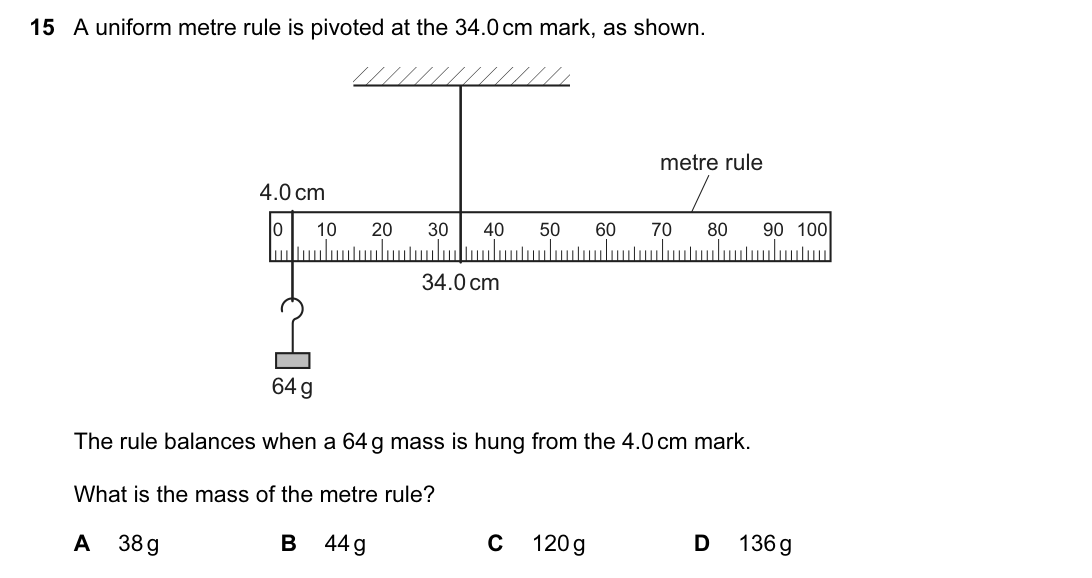 15 A uniform metre rule is pivoted at the 34.0 cm mark, as shown.
metre rule
4.0 cm
0 10 20 30 40 50 60 70 80 90 100
34.0 cm
64 g
The rule balances when a 64 g mass is hung from the 4.0 cm mark.
What is the mass of the metre rule?
A 38 g B 44 g C 120 g D 136 g